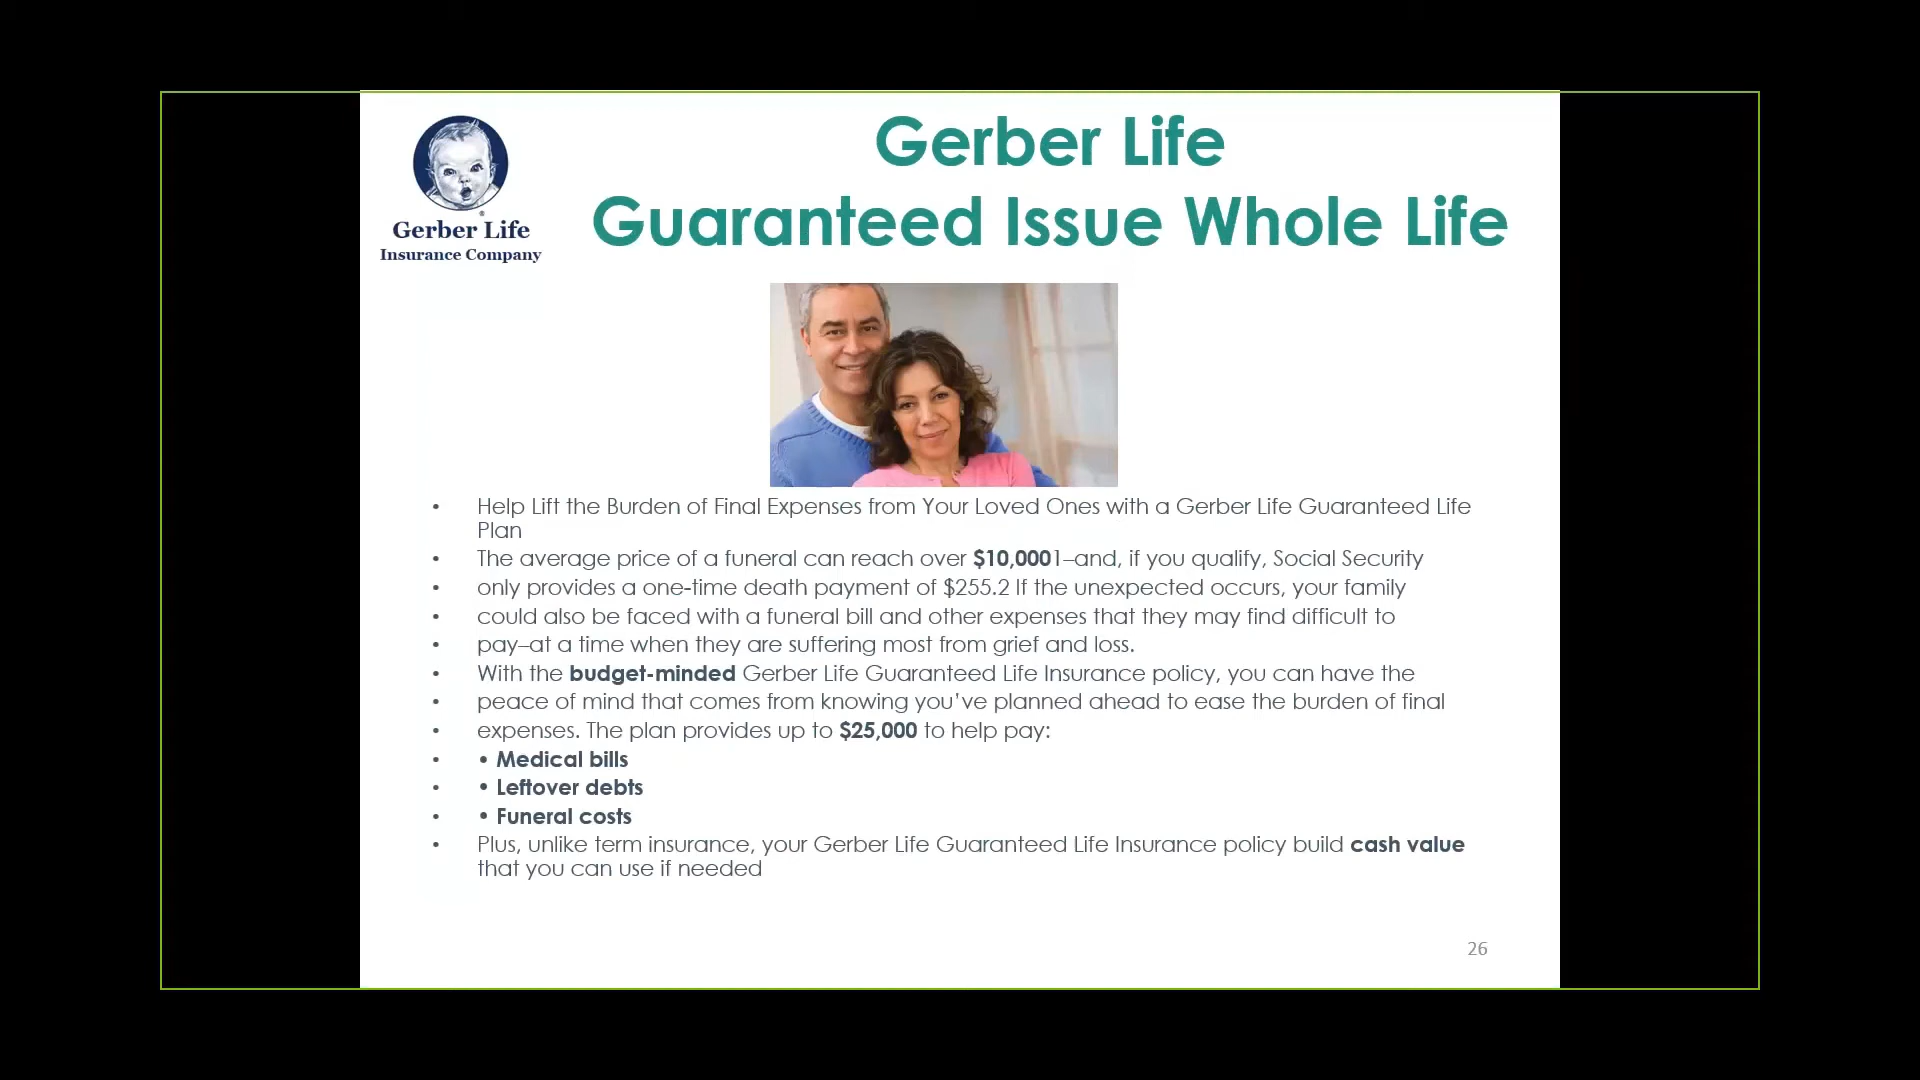 Gerber Life
Guaranteed Issue Whole Life
®
Gerber Life
Insurance Company
• Help Lift the Burden of Final Expenses from Your Loved Ones with a Gerber Life Guaranteed Life
Plan
• The average price of a funeral can reach over $10,0001–and, if you qualify, Social Security
• only provides a one-time death payment of $255.2 If the unexpected occurs, your family
• could also be faced with a funeral bill and other expenses that they may find difficult to
• pay–at a time when they are suffering most from grief and loss.
• With the budget-minded Gerber Life Guaranteed Life Insurance policy, you can have the
• peace of mind that comes from knowing you’ve planned ahead to ease the burden of final
• expenses. The plan provides up to $25,000 to help pay:
• • Medical bills
• • Leftover debts
• • Funeral costs
• Plus, unlike term insurance, your Gerber Life Guaranteed Life Insurance policy build cash value
that you can use if needed
26